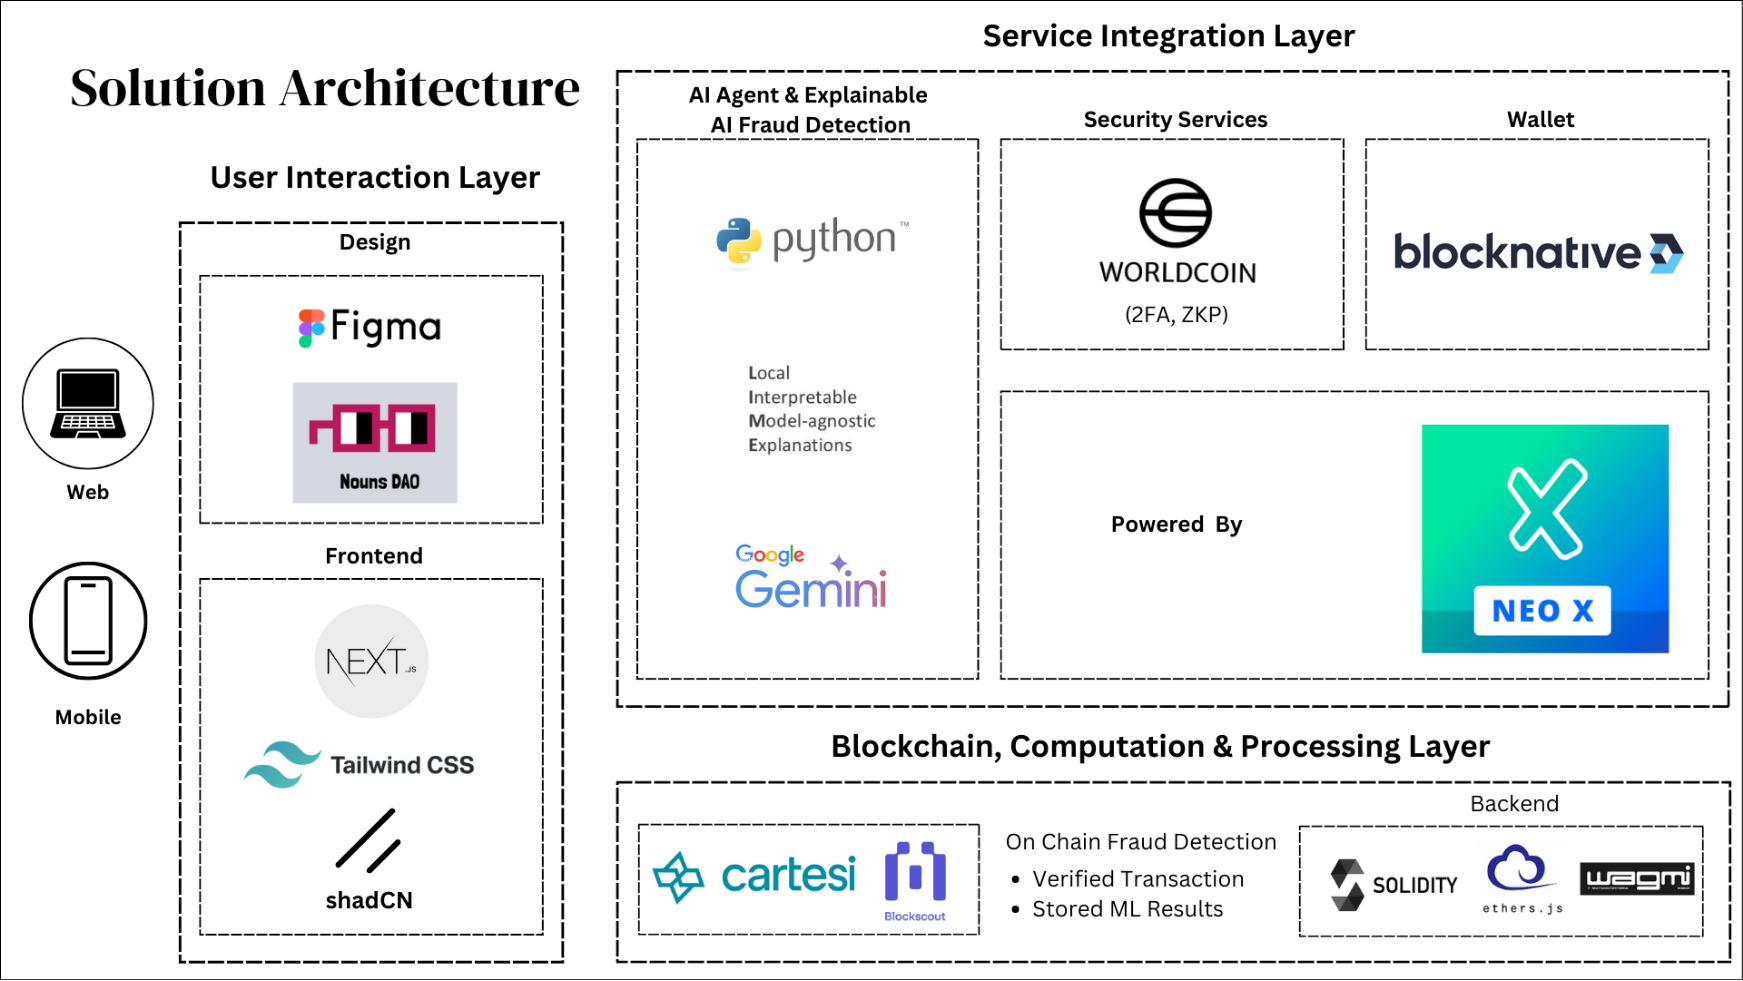 Solution Architecture
User Interaction Layer
Design
Figma
Nouns DAO
Frontend
NEXT.JS
Tailwind CSS
shadCN
Web
Mobile
Service Integration Layer
AI Agent & Explainable
AI Fraud Detection
python™
Local
Interpretable
Model-agnostic
Explanations
Google
Gemini
Security Services
WORLDCOIN
(2FA, ZKP)
Wallet
blocknative
Powered By
NEO X
Blockchain, Computation & Processing Layer
cartesi
Blockscout
On Chain Fraud Detection
• Verified Transaction
• Stored ML Results
Backend
SOLIDITY
ethers.js
wagmi